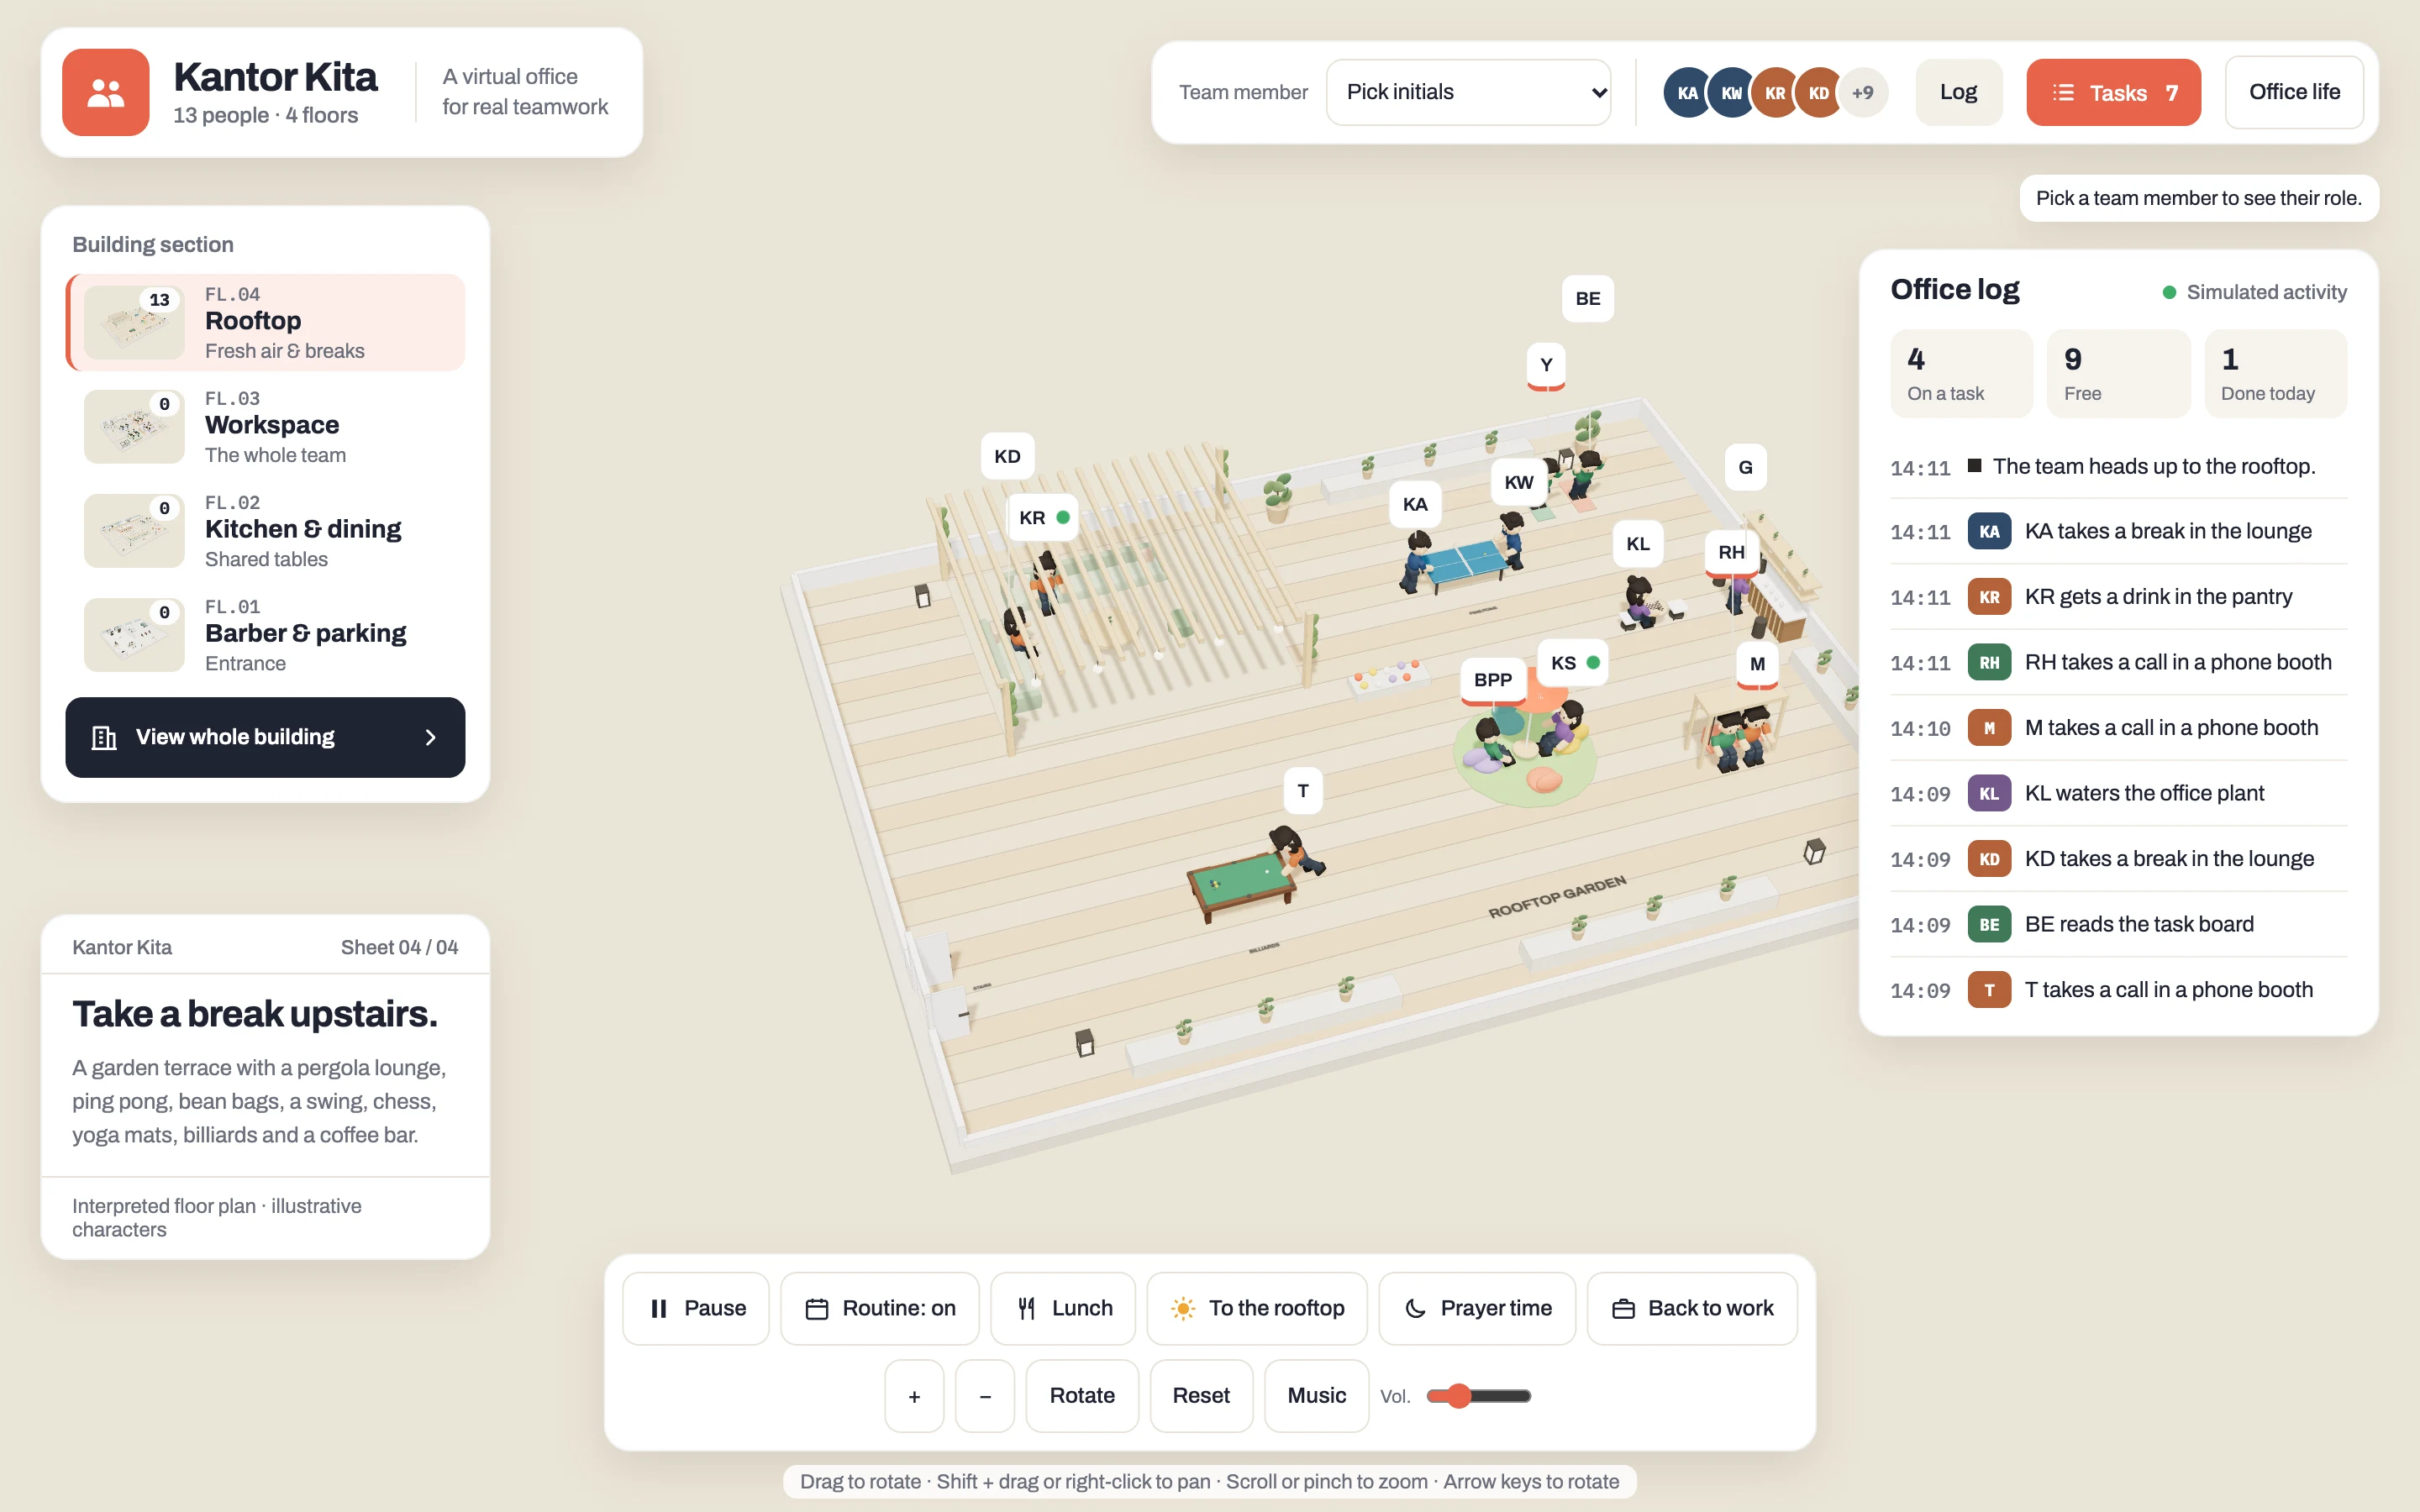 Kantor Kita
13 people · 4 floors
A virtual office
for real teamwork
Team member
Pick initials
KA
KW
KR
KD
+9
Log
Tasks 7
Office life
Pick a team member to see their role.
Building section
13
FL.04
Rooftop
Fresh air & breaks
0
FL.03
Workspace
The whole team
0
FL.02
Kitchen & dining
Shared tables
0
FL.01
Barber & parking
Entrance
View whole building
Kantor Kita
Sheet 04 / 04
Take a break upstairs.
A garden terrace with a pergola lounge,
ping pong, bean bags, a swing, chess,
yoga mats, billiards and a coffee bar.
Interpreted floor plan · illustrative
characters
BE
Y
KD
G
KW
KA
KR
KL
RH
KS
M
BPP
T
ROOFTOP GARDEN
BILLIARDS
STAIRS
Office log
Simulated activity
4
On a task
9
Free
1
Done today
14:11 The team heads up to the rooftop.
14:11 KA KA takes a break in the lounge
14:11 KR KR gets a drink in the pantry
14:11 RH RH takes a call in a phone booth
14:10 M M takes a call in a phone booth
14:09 KL KL waters the office plant
14:09 KD KD takes a break in the lounge
14:09 BE BE reads the task board
14:09 T T takes a call in a phone booth
Pause
Routine: on
Lunch
To the rooftop
Prayer time
Back to work
+
−
Rotate
Reset
Music
Vol.
Drag to rotate · Shift + drag or right-click to pan · Scroll or pinch to zoom · Arrow keys to rotate